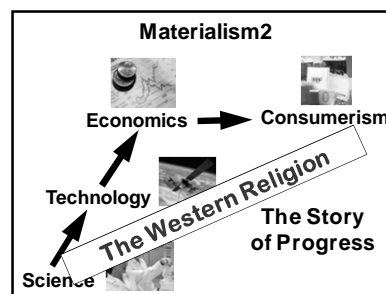 Materialism2
Economics
Consumerism
Technology
The Western Religion
The Story
of Progress
Science